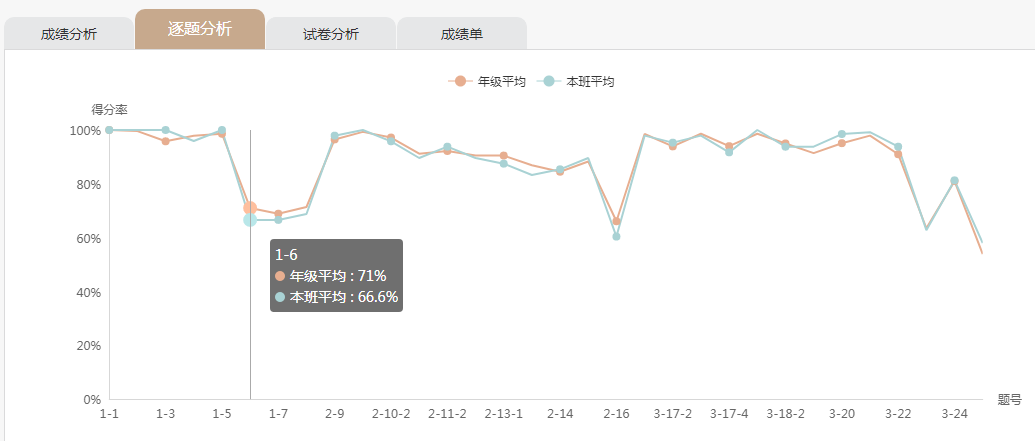 成绩分析 逐题分析 试卷分析 成绩单
年级平均 本班平均
得分率
100%
80%
60%
40%
20%
0%
1-6
年级平均 : 71%
本班平均 : 66.6%
1-1 1-3 1-5 1-7 2-9 2-10-2 2-11-2 2-13-1 2-14 2-16 3-17-2 3-17-4 3-18-2 3-20 3-22 3-24 题号